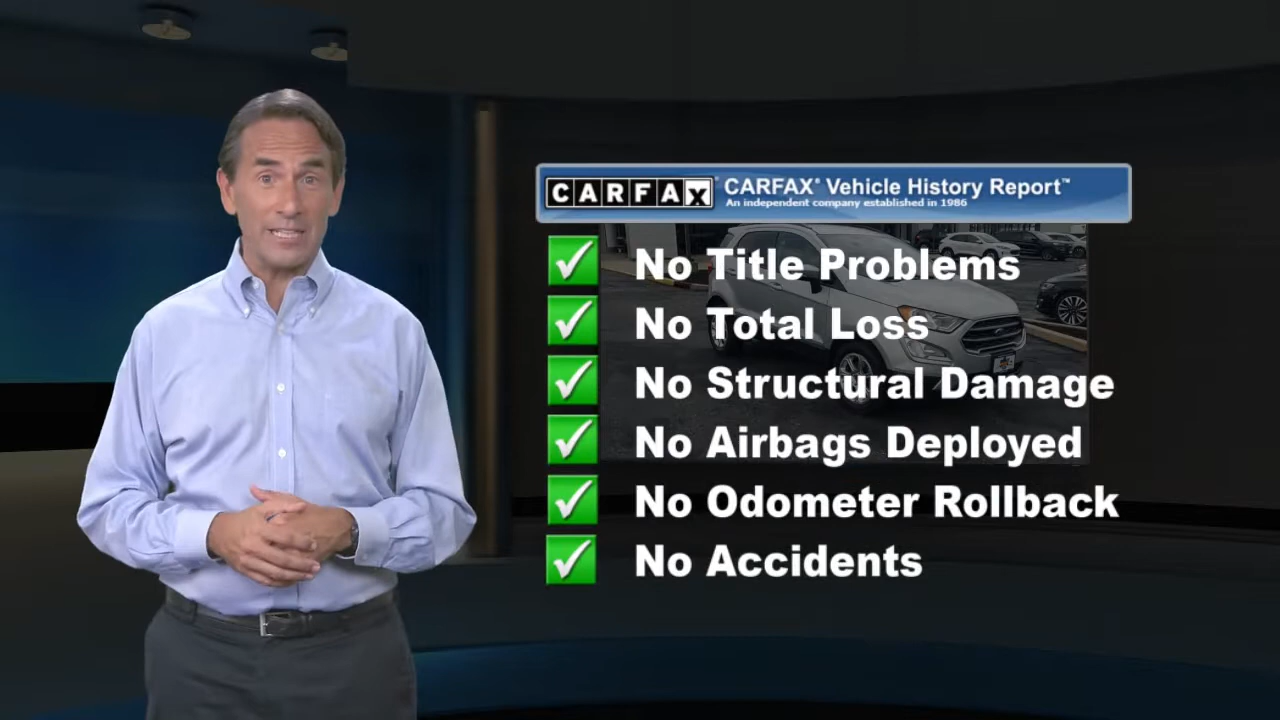 CARFAX CARFAX® Vehicle History Report™
An independent company established in 1986
No Title Problems
No Total Loss
No Structural Damage
No Airbags Deployed
No Odometer Rollback
No Accidents